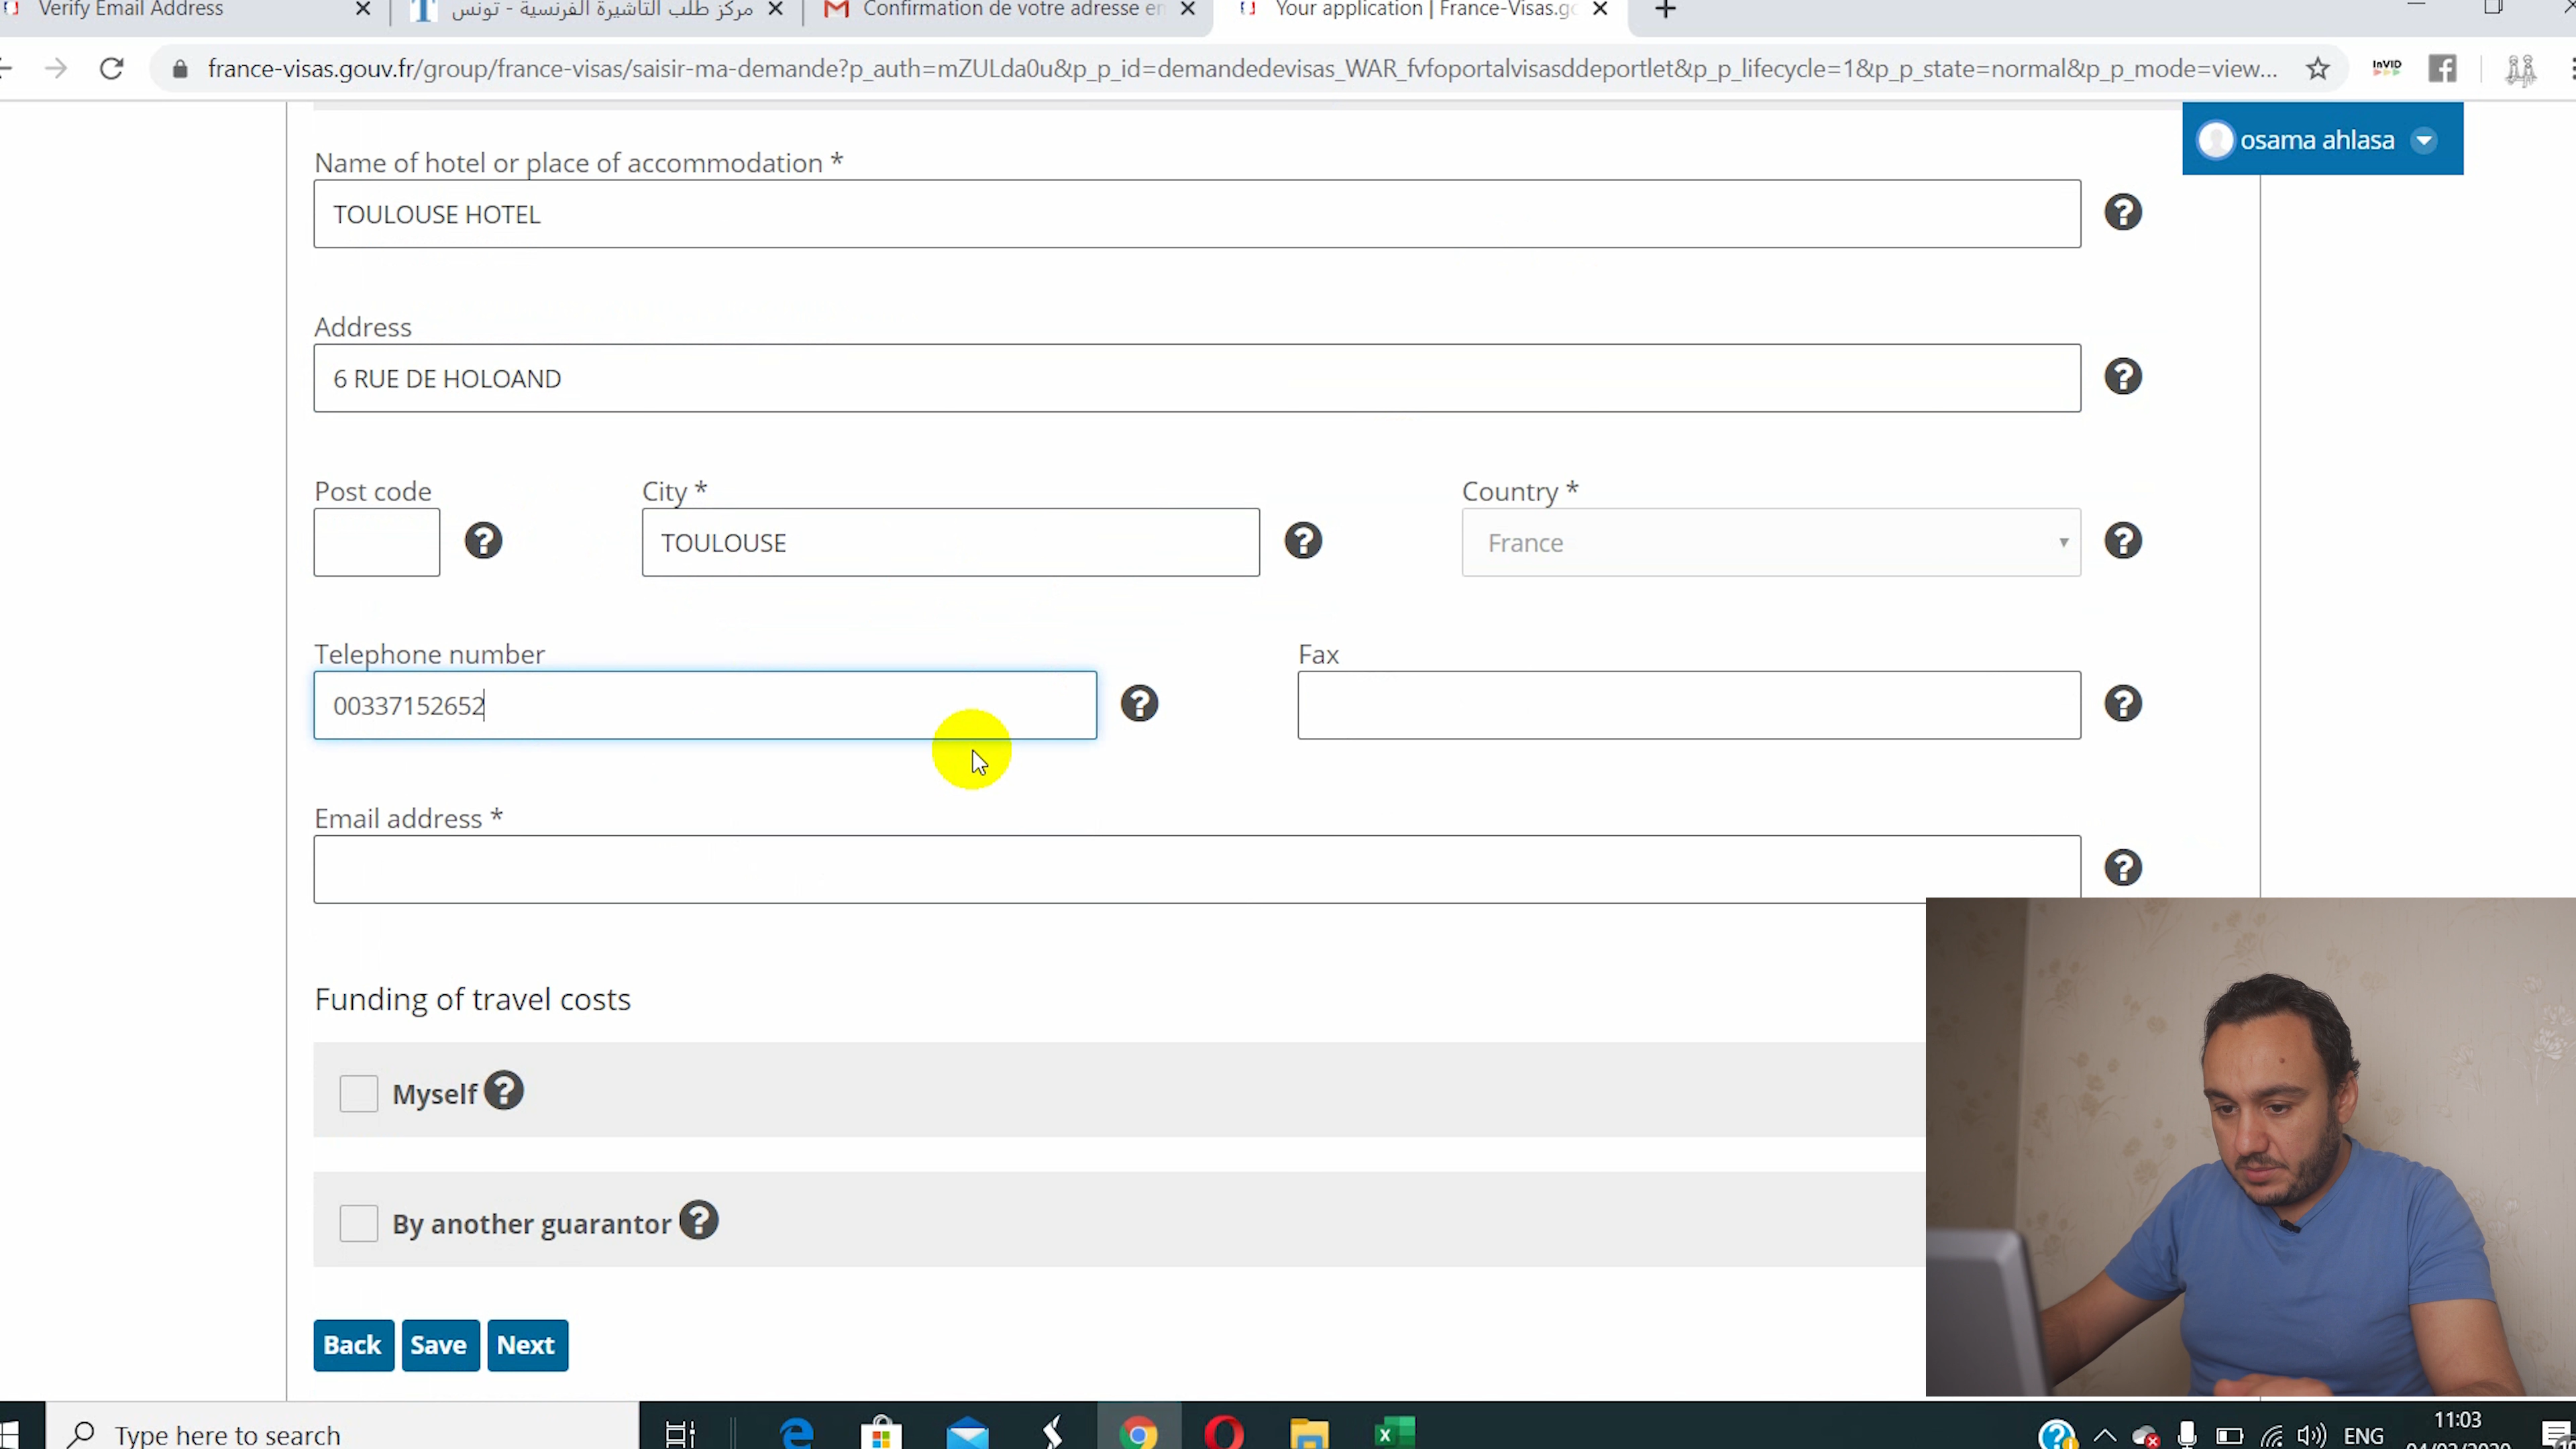 Verify Email Address
مركز طلب التأشيرة الفرنسية - تونس
Confirmation de votre adresse en
Your application | France-Visas.go
france-visas.gouv.fr/group/france-visas/saisir-ma-demande?p_auth=mZULda0u&p_p_id=demandedevisas_WAR_fvfoportalvisasddeportlet&p_p_lifecycle=1&p_p_state=normal&p_p_mode=view...
InVID
osama ahlasa
Name of hotel or place of accommodation *
TOULOUSE HOTEL
Address
6 RUE DE HOLOAND
Post code
City *
Country *
TOULOUSE
France
Telephone number
Fax
00337152652
Email address *
Funding of travel costs
Myself
By another guarantor
Back Save Next
Type here to search
ENG
11:03